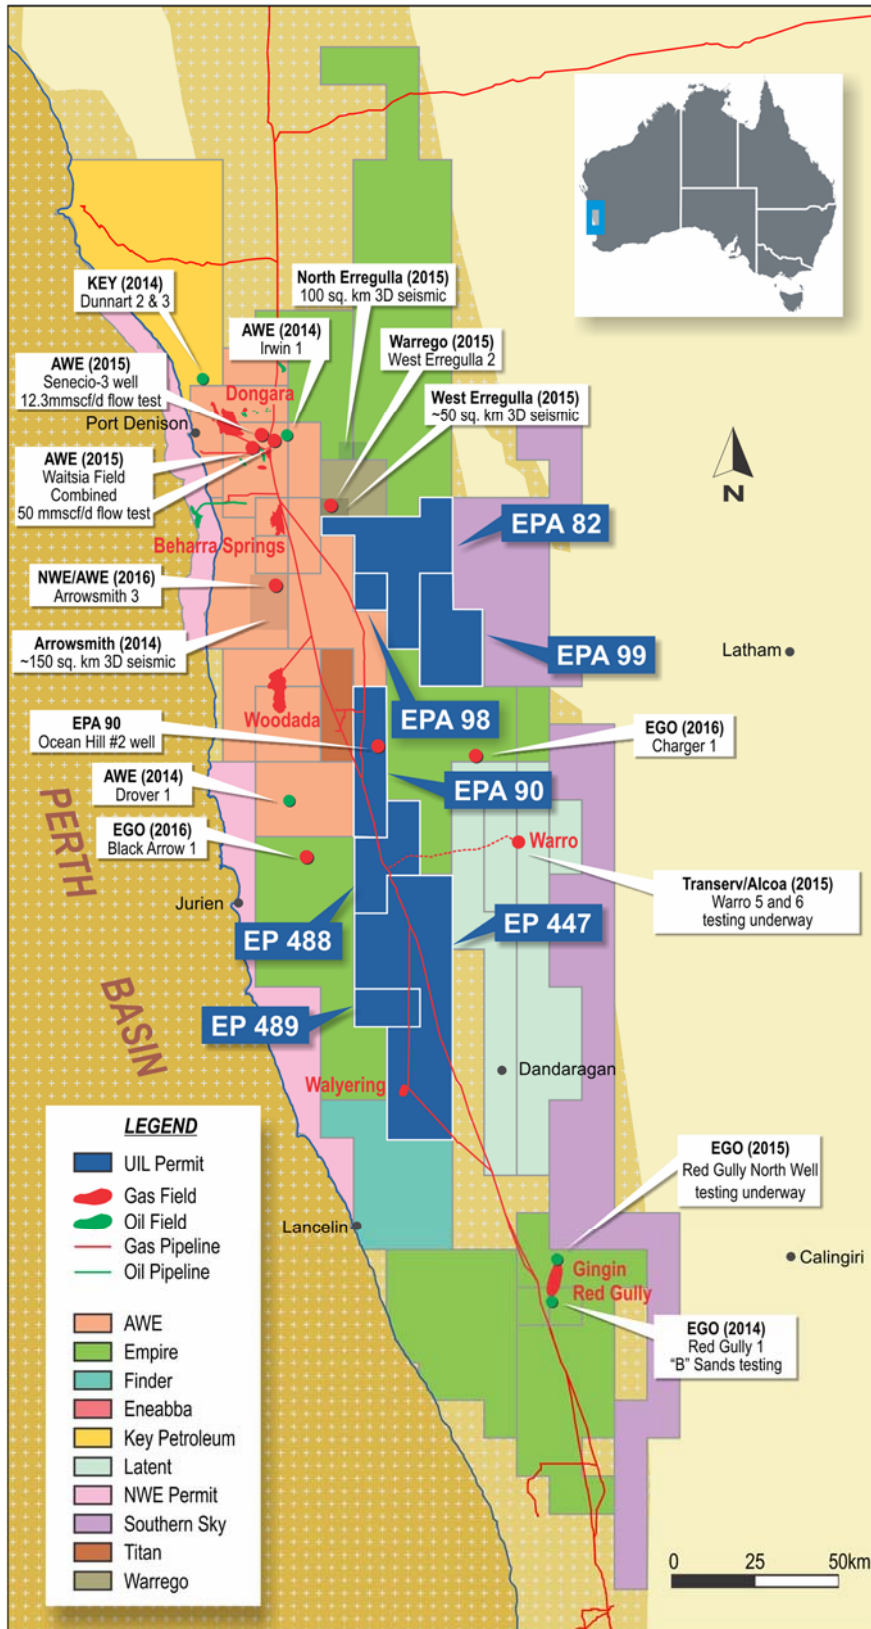 KEY (2014)
Dunnart 2 & 3
North Erregulla (2015)
100 sq. km 3D seismic
AWE (2014)
Irwin 1
Warrego (2015)
West Erregulla 2
AWE (2015)
Senecio-3 well
12.3mmscf/d flow test
West Erregulla (2015)
~50 sq. km 3D seismic
Dongara
Port Denison
AWE (2015)
Waitsia Field
Combined
50 mmscf/d flow test
N
EPA 82
Beharra Springs
NWE/AWE (2016)
Arrowsmith 3
Arrowsmith (2014)
~150 sq. km 3D seismic
EPA 99
Latham
Woodada
EPA 98
EPA 90
Ocean Hill #2 well
EGO (2016)
Charger 1
AWE (2014)
Drover 1
EPA 90
PERTH
BASIN
EGO (2016)
Black Arrow 1
Warro
Transerv/Alcoa (2015)
Warro 5 and 6
testing underway
Jurien
EP 488
EP 447
EP 489
Dandaragan
Walyering
LEGEND
UIL Permit
Gas Field
Oil Field
Gas Pipeline
Oil Pipeline
AWE
Empire
Finder
Eneabba
Key Petroleum
Latent
NWE Permit
Southern Sky
Titan
Warrego
EGO (2015)
Red Gully North Well
testing underway
Lancelin
Calingiri
Gingin
Red Gully
EGO (2014)
Red Gully 1
"B" Sands testing
0 25 50km